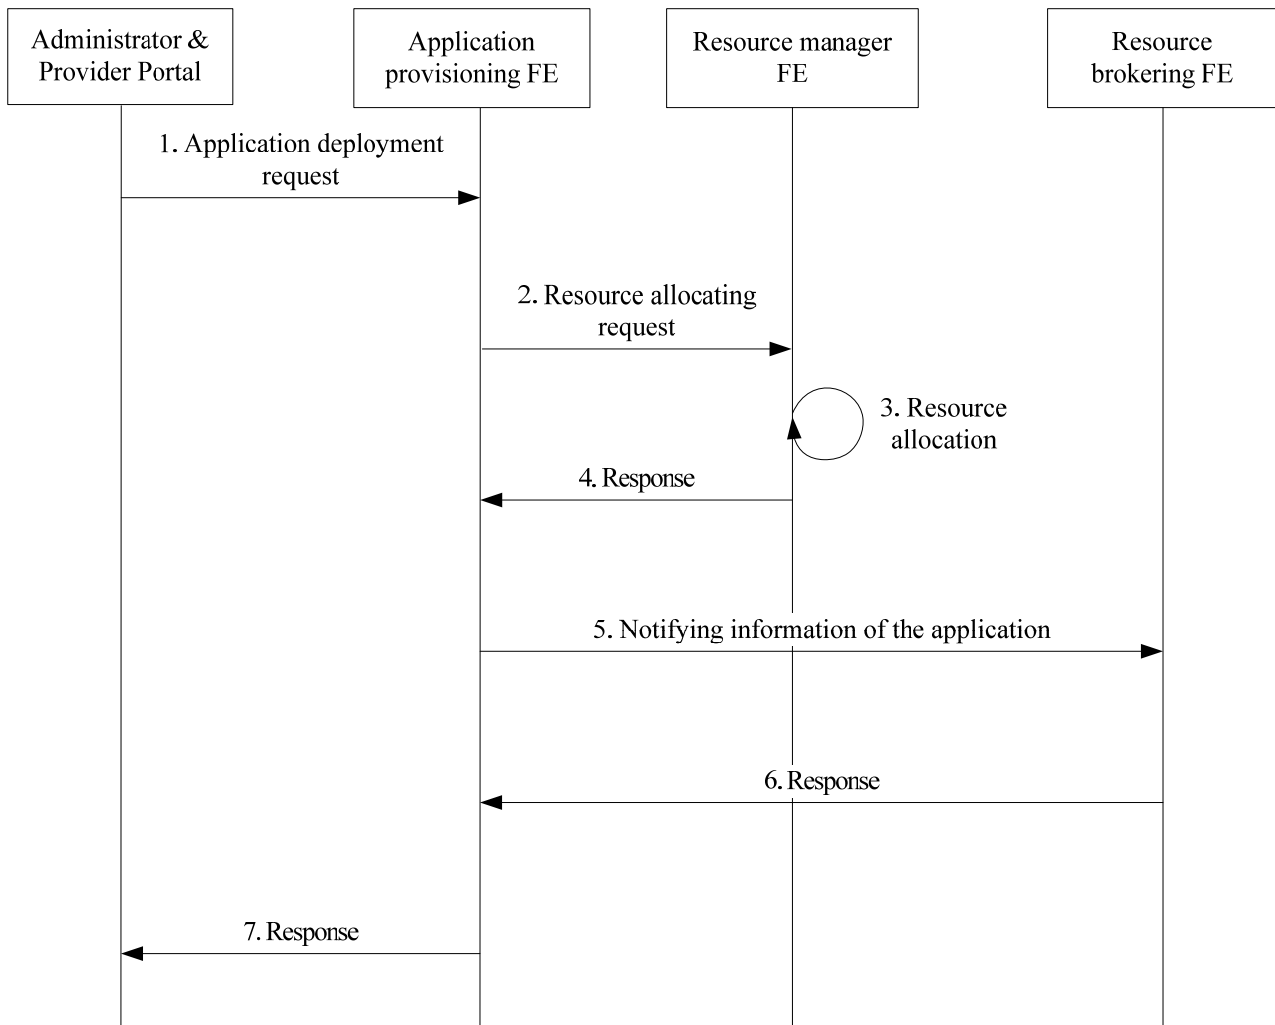 Administrator &
Provider Portal
Application
provisioning FE
Resource manager
FE
Resource
brokering FE
1. Application deployment
request
2. Resource allocating
request
3. Resource
allocation
4. Response
5. Notifying information of the application
6. Response
7. Response